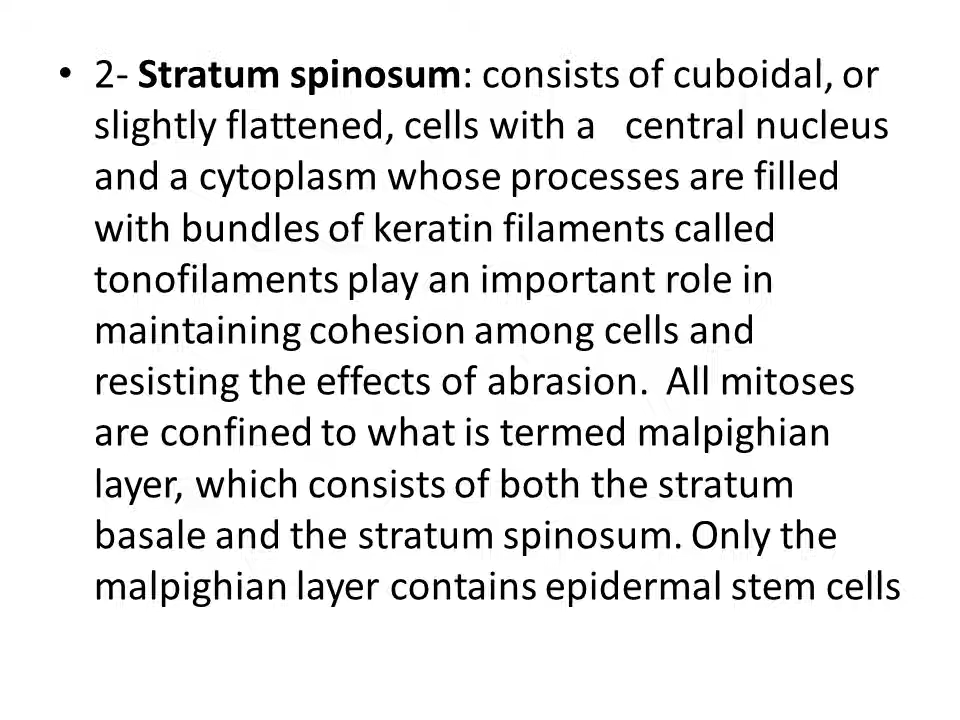 • 2- Stratum spinosum: consists of cuboidal, or
slightly flattened, cells with a   central nucleus
and a cytoplasm whose processes are filled
with bundles of keratin filaments called
tonofilaments play an important role in
maintaining cohesion among cells and
resisting the effects of abrasion.  All mitoses
are confined to what is termed malpighian
layer, which consists of both the stratum
basale and the stratum spinosum. Only the
malpighian layer contains epidermal stem cells